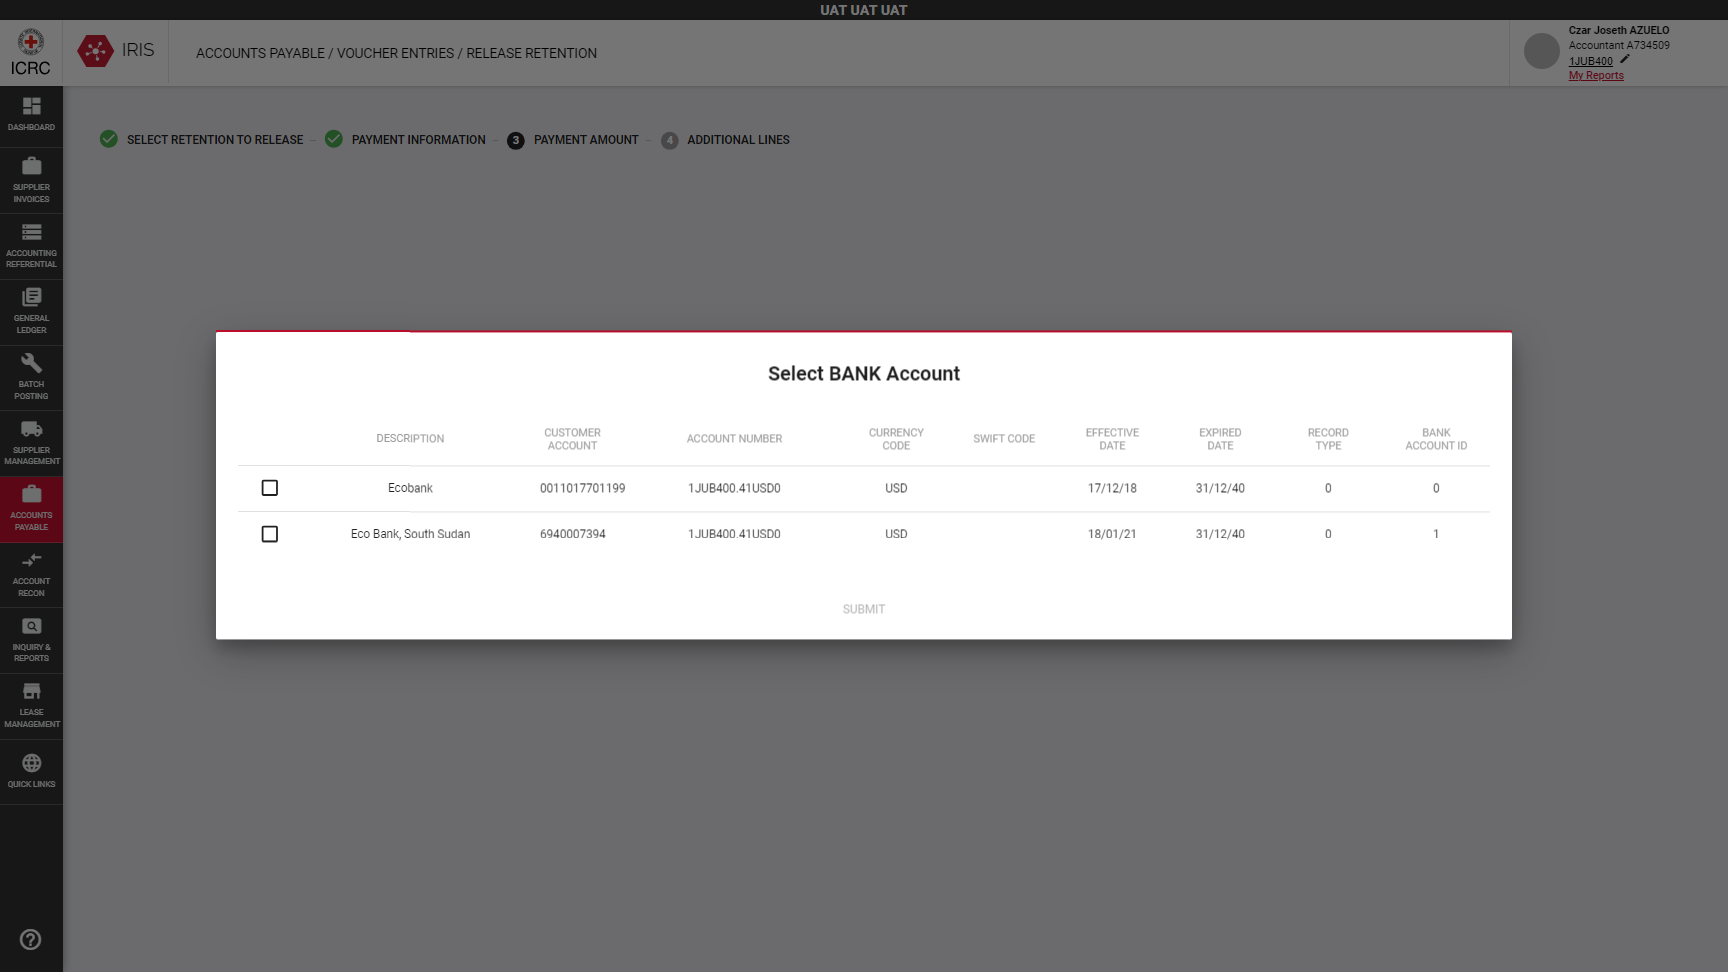 UAT UAT UAT
ICRC
IRIS
ACCOUNTS PAYABLE / VOUCHER ENTRIES / RELEASE RETENTION
Czar Joseth AZUELO
Accountant A734509
1JUB400
My Reports
DASHBOARD
SUPPLIER
INVOICES
ACCOUNTING
REFERENTIAL
GENERAL
LEDGER
BATCH
POSTING
SUPPLIER
MANAGEMENT
ACCOUNTS
PAYABLE
ACCOUNT
RECON
INQUIRY &
REPORTS
LEASE
MANAGEMENT
QUICK LINKS
SELECT RETENTION TO RELEASE
PAYMENT INFORMATION
3 PAYMENT AMOUNT
4 ADDITIONAL LINES
Select BANK Account
DESCRIPTION
CUSTOMER
ACCOUNT
ACCOUNT NUMBER
CURRENCY
CODE
SWIFT CODE
EFFECTIVE
DATE
EXPIRED
DATE
RECORD
TYPE
BANK
ACCOUNT ID
Ecobank 0011017701199 1JUB400.41USD0 USD 17/12/18 31/12/40 0 0
Eco Bank, South Sudan 6940007394 1JUB400.41USD0 USD 18/01/21 31/12/40 0 1
SUBMIT